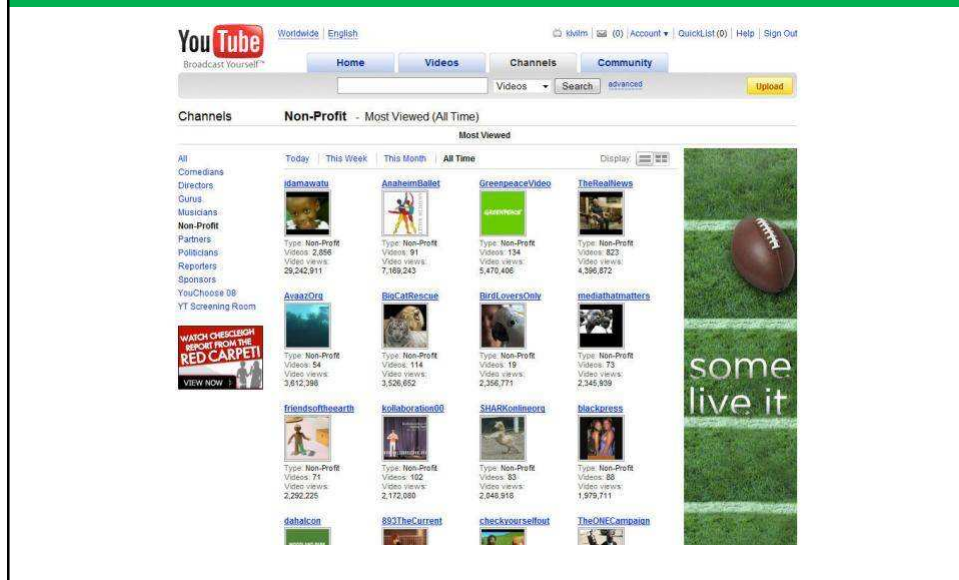 You Tube
Broadcast Yourself™
Worldwide | English
kivilm | (0) | Account ▾ | QuickList (0) | Help | Sign Out
Home Videos Channels Community
Videos ▾ Search advanced Upload
Channels
Non-Profit - Most Viewed (All Time)
Most Viewed
All
Comedians
Directors
Gurus
Musicians
Non-Profit
Partners
Politicians
Reporters
Sponsors
YouChoose 08
YT Screening Room
WATCH CHESCLEIGH
REPORT FROM THE
RED CARPET!
VIEW NOW
Today | This Week | This Month | All Time
Display:
idamawatu AnaheimBallet GreenpeaceVideo TheRealNews
GREENPEACE
Type: Non-Profit Type: Non-Profit Type: Non-Profit Type: Non-Profit
Videos: 2,856 Videos: 91 Videos: 134 Videos: 823
Video views: Video views: Video views: Video views:
29,242,911 7,169,243 5,470,406 4,396,872
AvaazOrg BigCatRescue BirdLoversOnly mediathatmatters
Type: Non-Profit Type: Non-Profit Type: Non-Profit Type: Non-Profit
Videos: 54 Videos: 114 Videos: 19 Videos: 73
Video views: Video views: Video views: Video views:
3,612,398 3,526,652 2,356,771 2,345,939
friendsoftheearth kollaboration00 SHARKonlineorg blackpress
Type: Non-Profit Type: Non-Profit Type: Non-Profit Type: Non-Profit
Videos: 71 Videos: 102 Videos: 83 Videos: 88
Video views: Video views: Video views: Video views:
2,292,225 2,172,080 2,048,918 1,979,711
dahalcon 893TheCurrent checkyourselfout TheONECampaign
some
live it